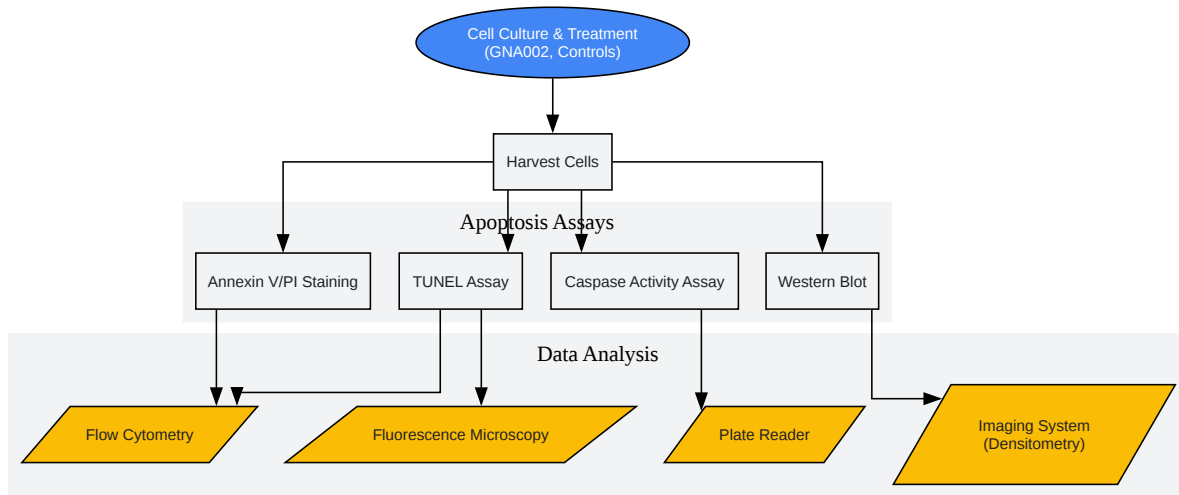 Cell Culture & Treatment
(GNA002, Controls)
Harvest Cells
Apoptosis Assays
Annexin V/PI Staining
TUNEL Assay
Caspase Activity Assay
Western Blot
Data Analysis
Flow Cytometry
Fluorescence Microscopy
Plate Reader
Imaging System
(Densitometry)